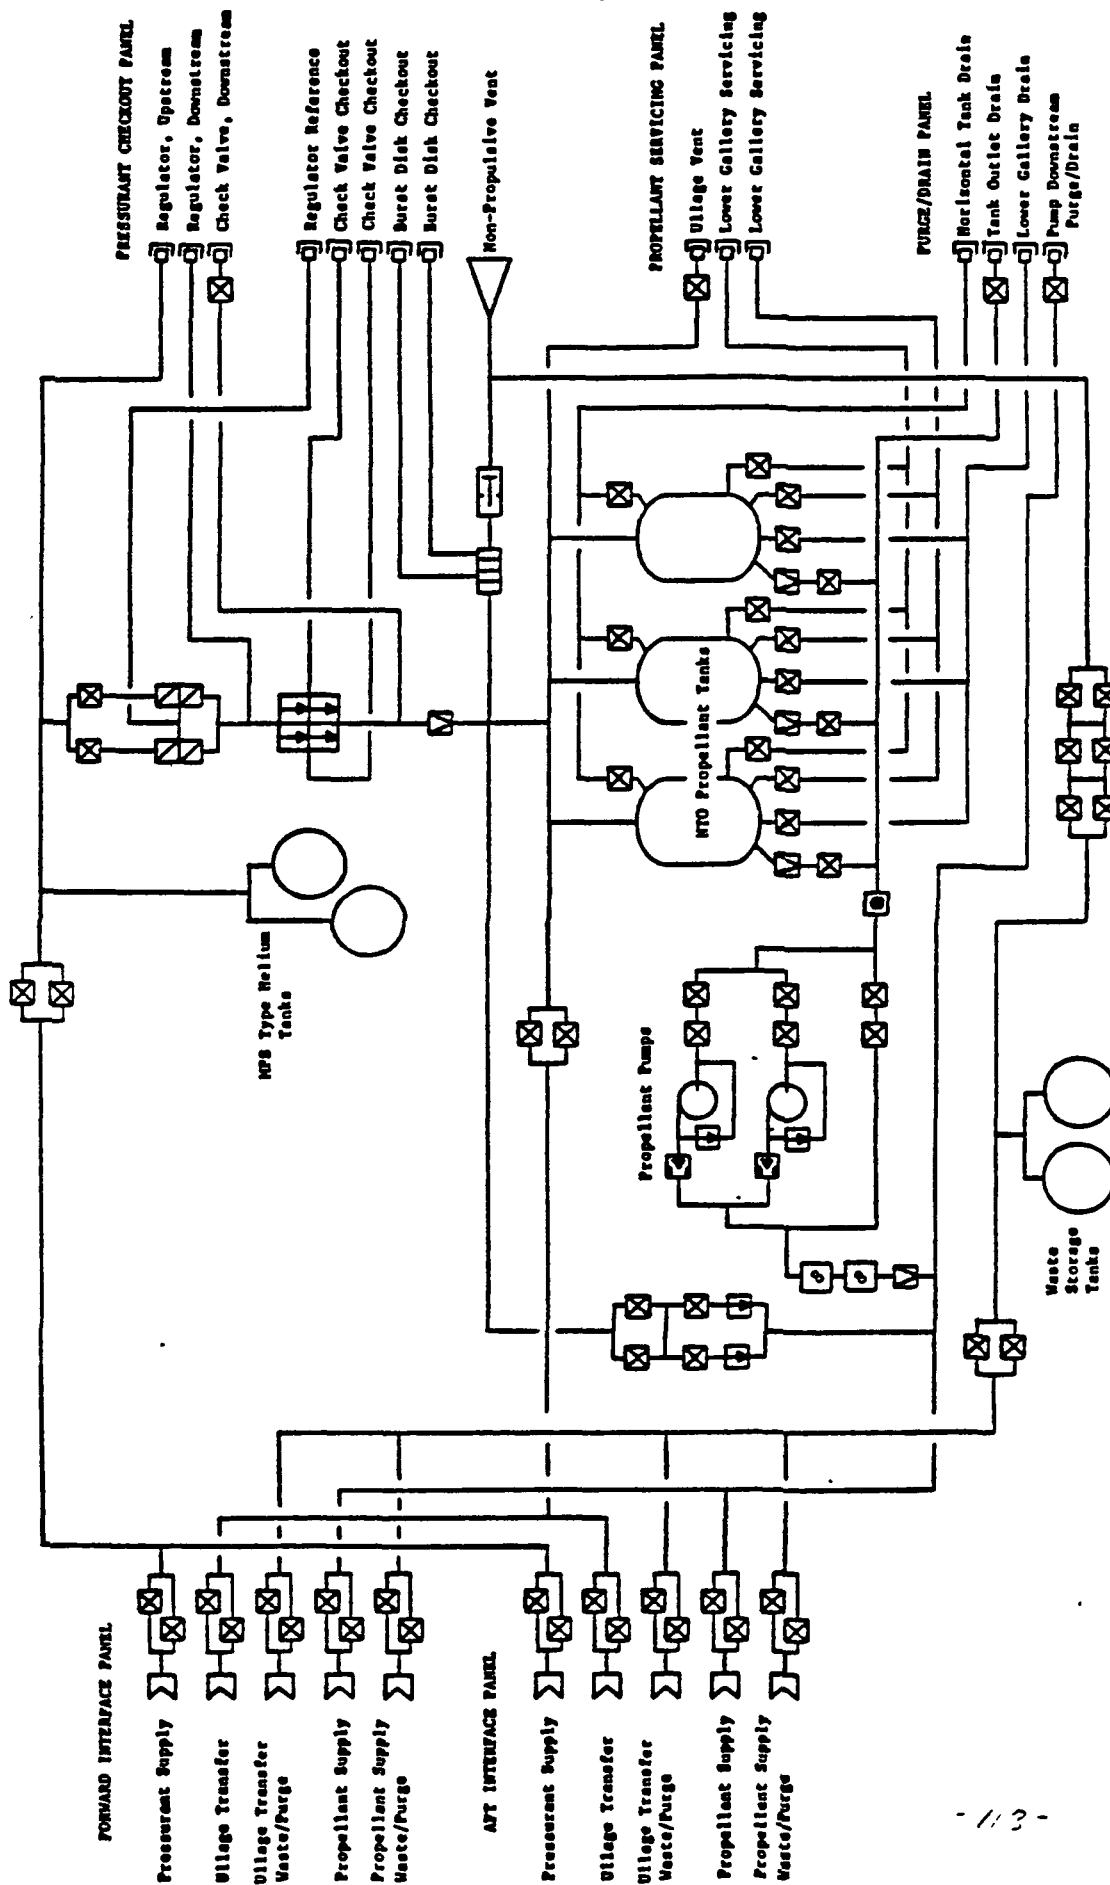 PRESSURANT CHECKOUT PANEL
Regulator, Upstream
Regulator, Downstream
Check Valve, Downstream
Regulator Reference
Check Valve Checkout
Check Valve Checkout
Burst Disk Checkout
Burst Disk Checkout
Non-Propulsive Vent
PROPELLANT SERVICING PANEL
Ullage Vent
Lower Gallery Servicing
Lower Gallery Servicing
PURGE/DRAIN PANEL
Horizontal Tank Drain
Tank Outlet Drain
Lower Gallery Drain
Pump Downstream
Purge/Drain
MPS Type Helium
Tanks
NTO Propellant Tanks
Propellant Pumps
Waste
Storage
Tanks
FORWARD INTERFACE PANEL
Pressurant Supply
Ullage Transfer
Ullage Transfer
Waste/Purge
Propellant Supply
Propellant Supply
Waste/Purge
AFT INTERFACE PANEL
Pressurant Supply
Ullage Transfer
Ullage Transfer
Waste/Purge
Propellant Supply
Propellant Supply
Waste/Purge
- 113 -